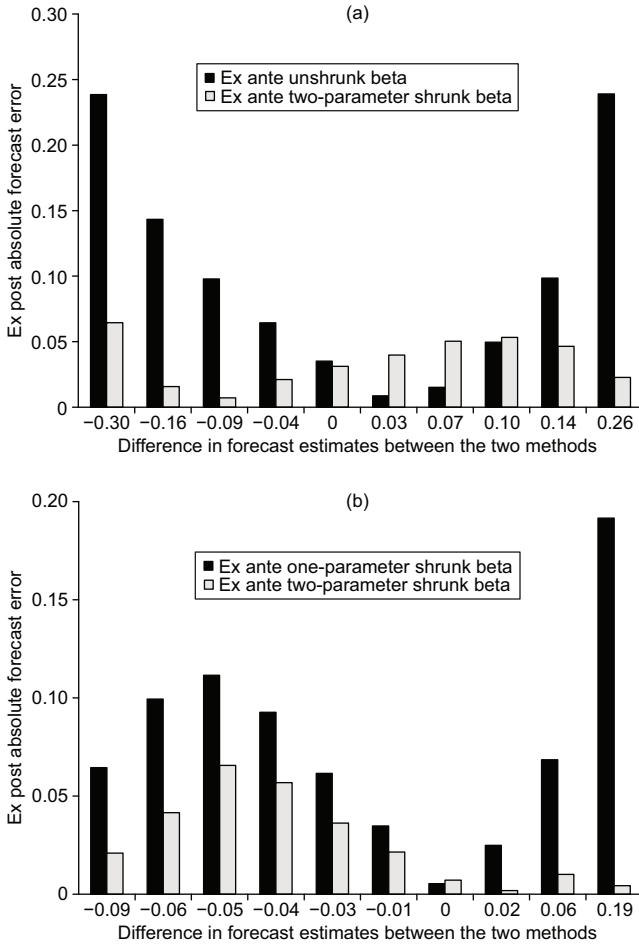 (a)
0.30
0.25
0.20
0.15
0.10
0.05
0
Ex post absolute forecast error
Ex ante unshrunk beta
Ex ante two-parameter shrunk beta
−0.30 −0.16 −0.09 −0.04 0 0.03 0.07 0.10 0.14 0.26
Difference in forecast estimates between the two methods
(b)
0.20
0.15
0.10
0.05
0
Ex post absolute forecast error
Ex ante one-parameter shrunk beta
Ex ante two-parameter shrunk beta
−0.09 −0.06 −0.05 −0.04 −0.03 −0.01 0 0.02 0.06 0.19
Difference in forecast estimates between the two methods